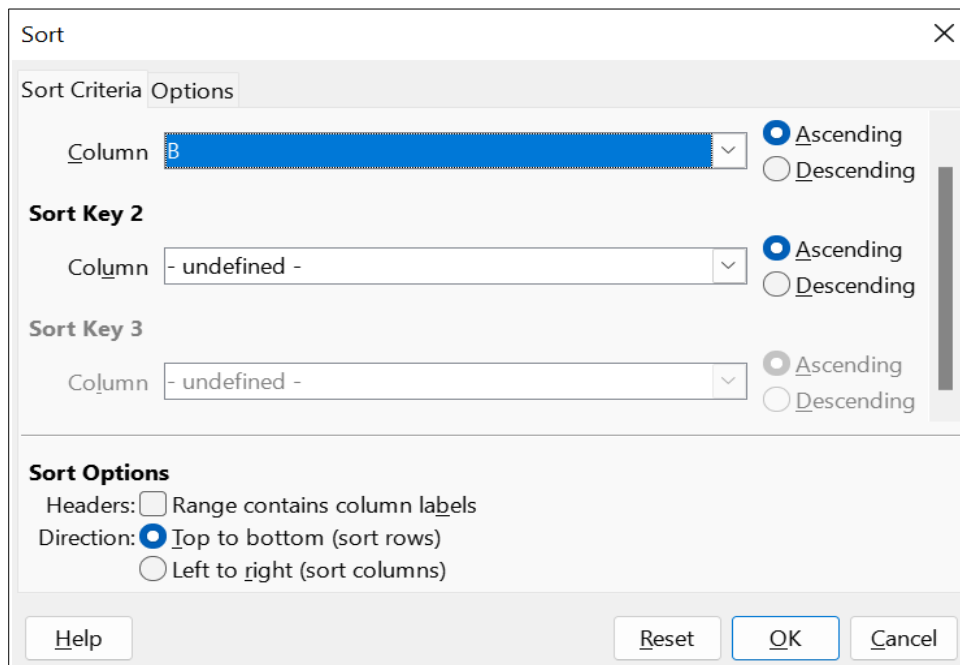 Sort
Sort Criteria Options
Column B Ascending
Descending
Sort Key 2
Column - undefined - Ascending
Descending
Sort Key 3
Column - undefined - Ascending
Descending
Sort Options
Headers: Range contains column labels
Direction: Top to bottom (sort rows)
Left to right (sort columns)
Help Reset OK Cancel